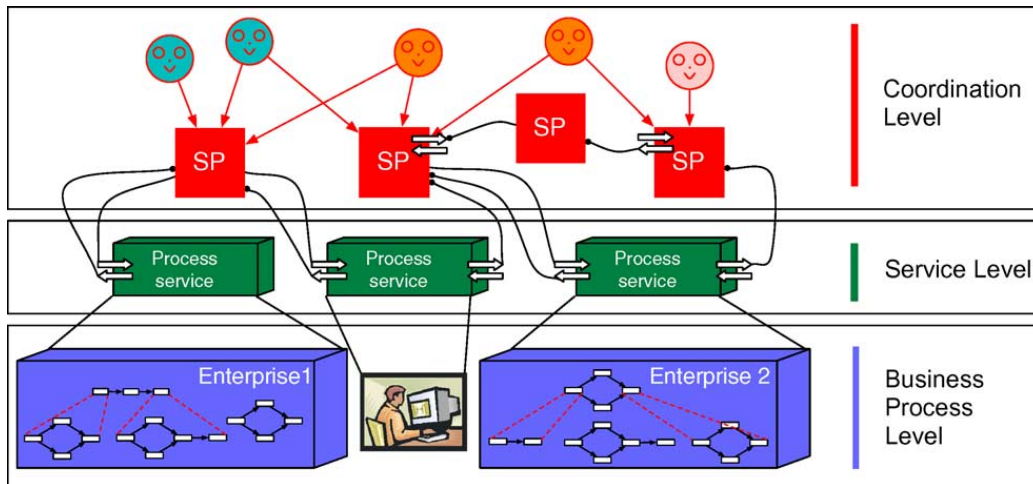 Coordination
Level
SP
SP
SP
SP
Process
service
Process
service
Process
service
Service Level
Enterprise1
Enterprise 2
Business
Process
Level